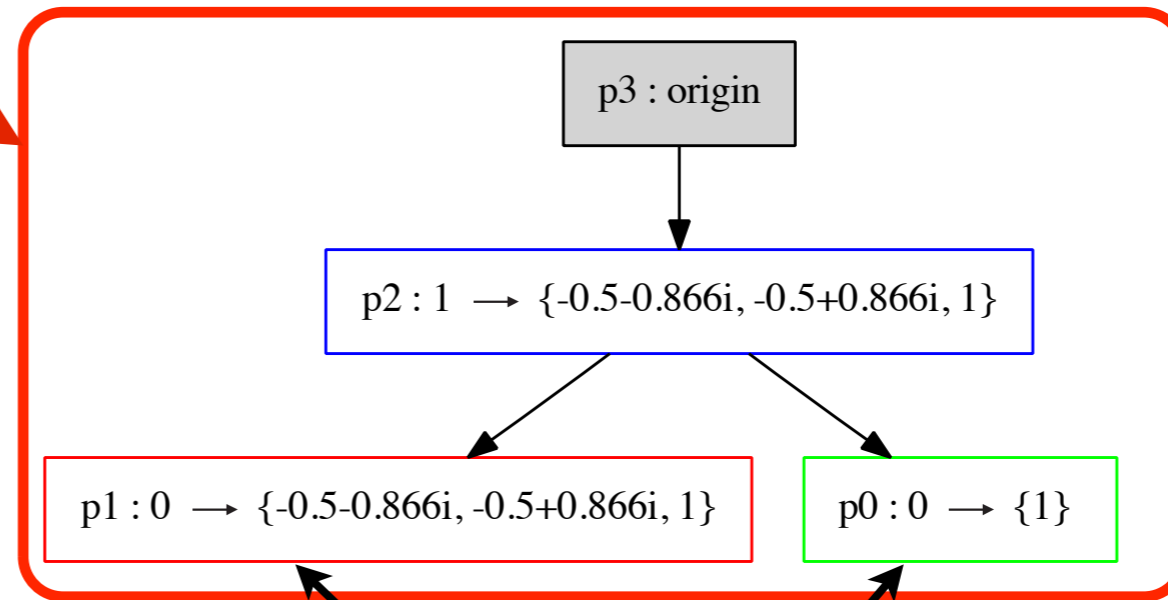 p3 : origin
p2 : 1 → {-0.5-0.866i, -0.5+0.866i, 1}
p1 : 0 → {-0.5-0.866i, -0.5+0.866i, 1}
p0 : 0 → {1}